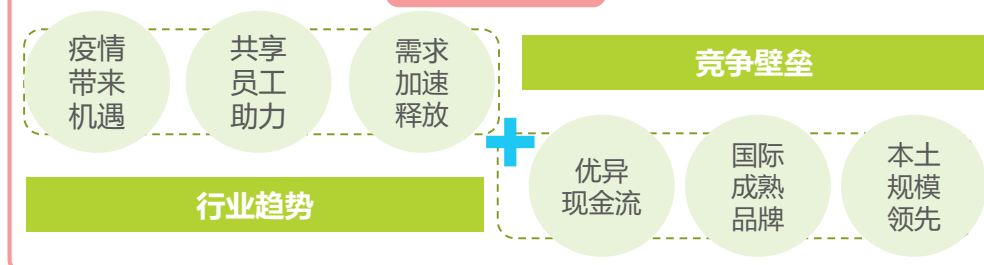 疫情
带来
机遇
共享
员工
助力
需求
加速
释放
行业趋势
竞争壁垒
优异
现金流
国际
成熟
品牌
本土
规模
领先